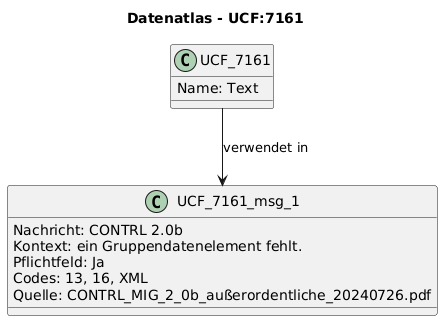 Datenatlas - UCF:7161
C UCF_7161
Name: Text
verwendet in
C UCF_7161_msg_1
Nachricht: CONTRL 2.0b
Kontext: ein Gruppendatenelement fehlt.
Pflichtfeld: Ja
Codes: 13, 16, XML
Quelle: CONTRL_MIG_2_0b_außerordentliche_20240726.pdf